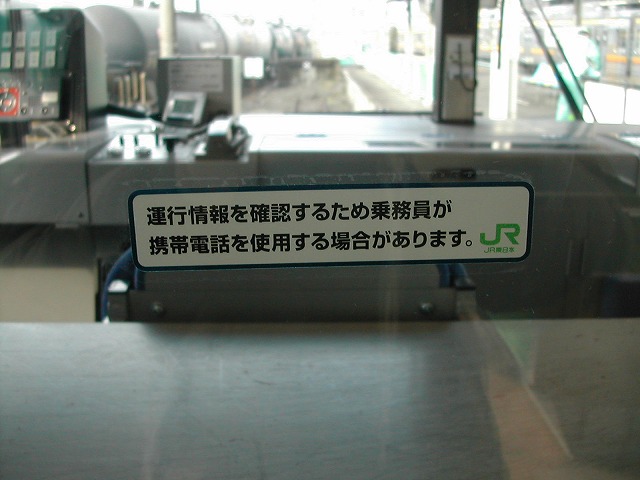 運行情報を確認するため乗務員が
携帯電話を使用する場合があります。
JR
JR東日本